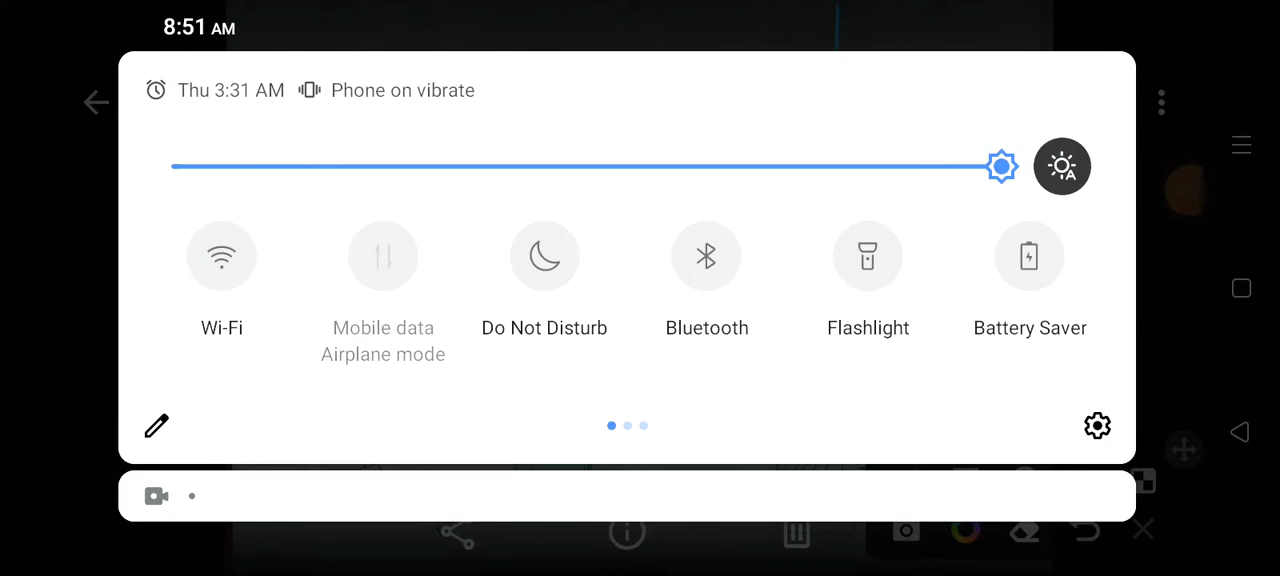 8:51 AM
Thu 3:31 AM Phone on vibrate
A
Wi-Fi Mobile data Do Not Disturb Bluetooth Flashlight Battery Saver
Airplane mode